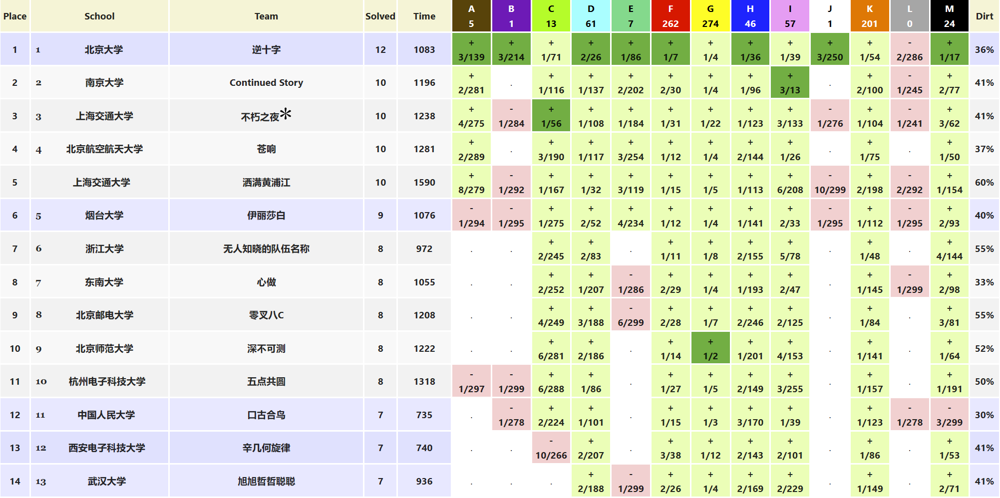 Place School Team Solved Time A B C D E F G H I J K L M Dirt
5 1 13 61 7 262 274 46 57 1 201 0 24
+ + + + + + + + + + + - +
1 1 北京大学 逆十字 12 1083 3/139 3/214 1/71 2/26 1/86 1/7 1/4 1/36 1/39 3/250 1/54 2/286 1/17 36%
+ . + + + + + + + . + - +
2 2 南京大学 Continued Story 10 1196 2/281 1/116 1/137 2/202 2/30 1/4 1/96 3/13 2/100 1/245 2/77 41%
+ - + + + + + + + - + - +
3 3 上海交通大学 不朽之夜* 10 1238 4/275 1/284 1/56 1/108 1/184 1/31 1/22 1/123 3/133 1/276 1/104 1/241 3/62 41%
+ . + + + + + + + . + . +
4 4 北京航空航天大学 苍响 10 1281 2/289 3/190 1/117 3/254 1/12 1/4 2/144 1/26 1/75 1/50 37%
+ - + + + + + + + - + - +
5 上海交通大学 洒满黄浦江 10 1590 8/279 1/292 1/167 1/32 3/119 1/15 1/5 1/113 6/208 10/299 2/198 2/292 1/154 60%
- - + + + + + + + - + - +
6 5 烟台大学 伊丽莎白 9 1076 1/294 1/295 1/275 2/52 4/234 1/12 1/4 1/141 2/33 1/295 1/112 1/295 2/93 40%
. . + + . + + + + . + . +
7 6 浙江大学 无人知晓的队伍名称 8 972 2/245 2/83 1/11 1/8 2/155 5/78 1/48 4/144 55%
. . + + - + + + + . + - +
8 7 东南大学 心做 8 1055 2/252 1/207 1/286 2/29 1/4 1/193 2/47 1/145 1/299 2/98 33%
. . + + - + + + + . + . +
9 8 北京邮电大学 零叉八C 8 1208 4/249 3/188 6/299 2/28 1/7 2/246 2/125 1/84 3/81 55%
. . + + . + + + + . + . +
10 9 北京师范大学 深不可测 8 1222 6/281 2/186 1/14 1/2 1/201 4/153 1/141 1/64 52%
- - + + . + + + + . + . +
11 10 杭州电子科技大学 五点共圆 8 1318 1/297 1/299 6/288 1/86 1/27 1/5 2/149 3/255 1/157 1/191 50%
. - + + . + + + + . + - -
12 11 中国人民大学 口古合鸟 7 735 1/278 2/224 1/101 1/15 1/3 3/170 1/39 1/123 1/278 3/299 30%
. . - + . + + + + . + . +
13 12 西安电子科技大学 辛几何旋律 7 740 10/266 2/207 3/38 1/12 2/143 2/101 1/86 1/53 41%
. . . + - + + + + . + . +
14 13 武汉大学 旭旭哲哲聪聪 7 936 2/188 1/299 2/26 1/4 2/169 2/229 1/149 2/71 41%